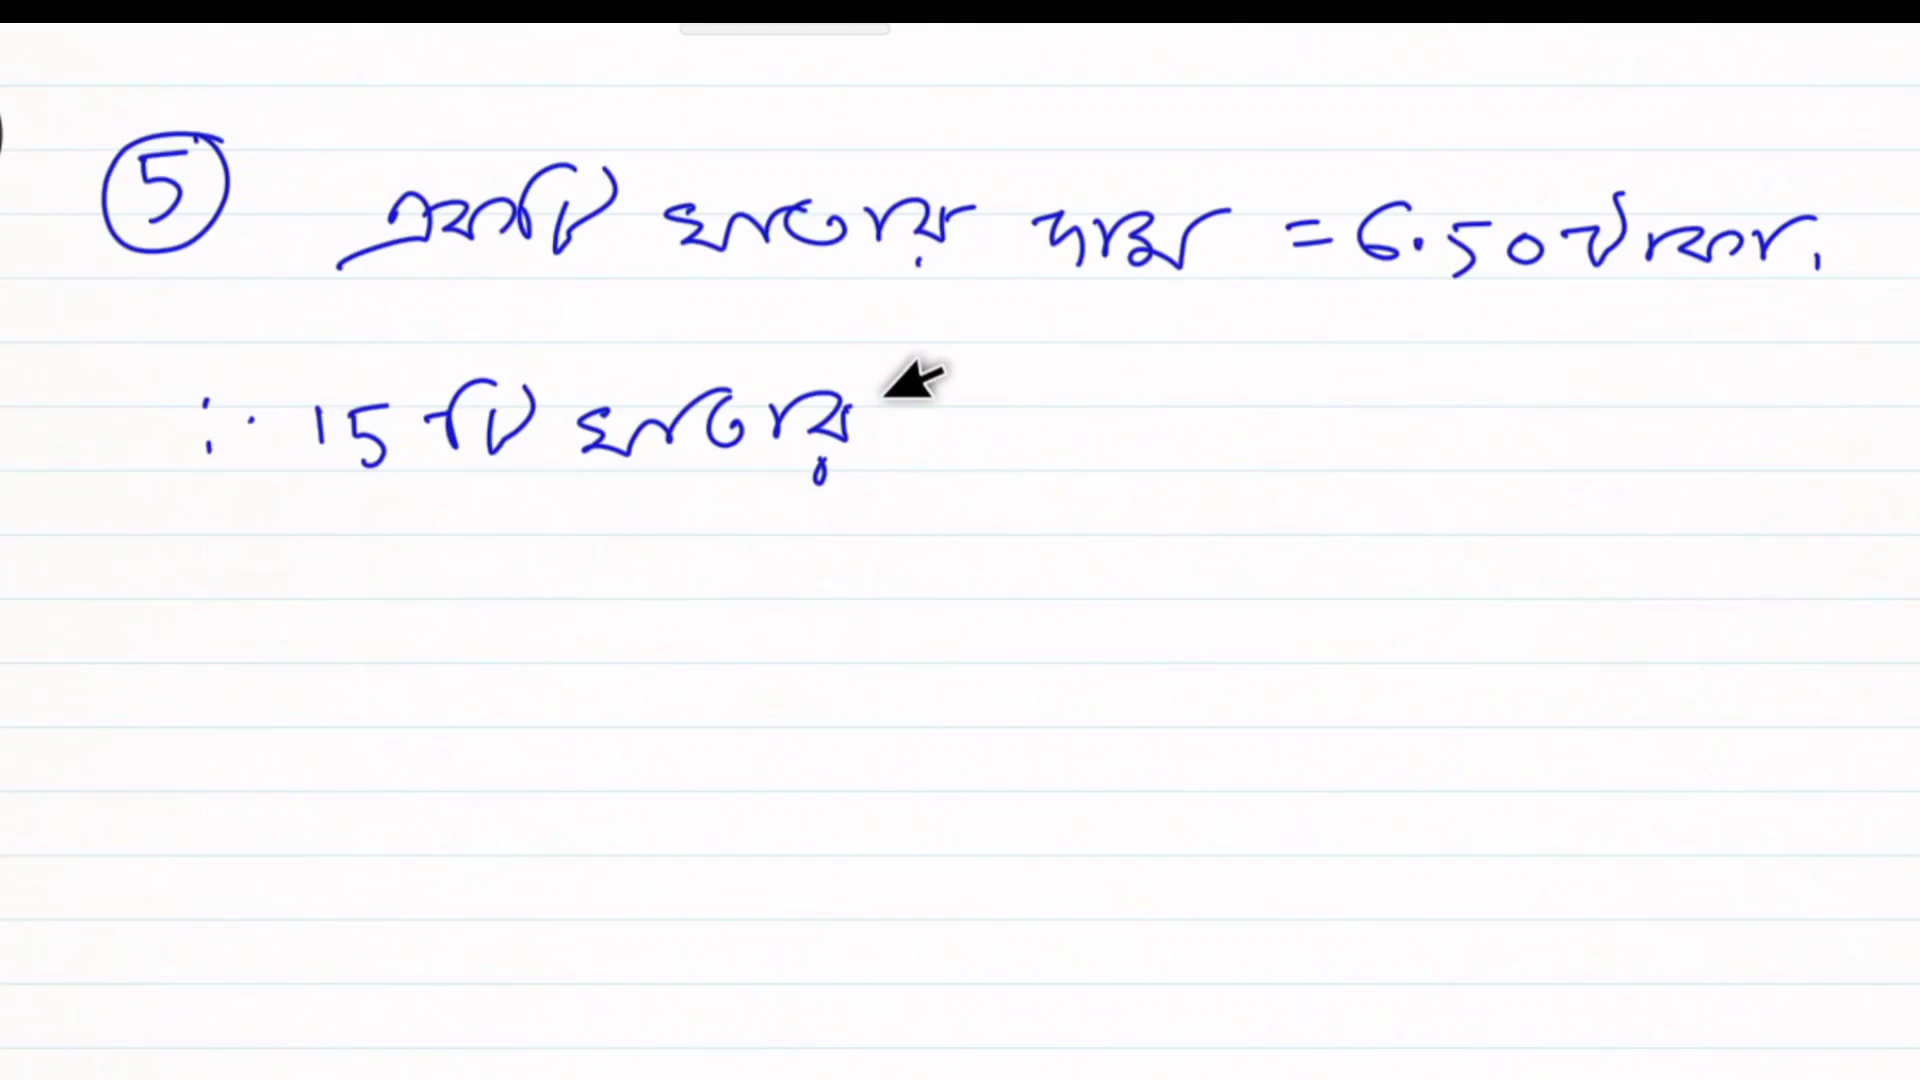 ⑤ একটি খাতার দাম = 6.50 টাকা.
∴ 15 টি খাতার